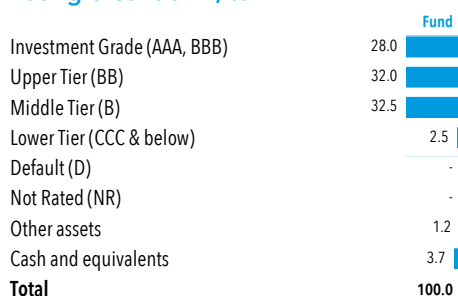 Fund
Investment Grade (AAA, BBB) 28.0
Upper Tier (BB) 32.0
Middle Tier (B) 32.5
Lower Tier (CCC & below) 2.5
Default (D) -
Not Rated (NR) -
Other assets 1.2
Cash and equivalents 3.7
Total 100.0